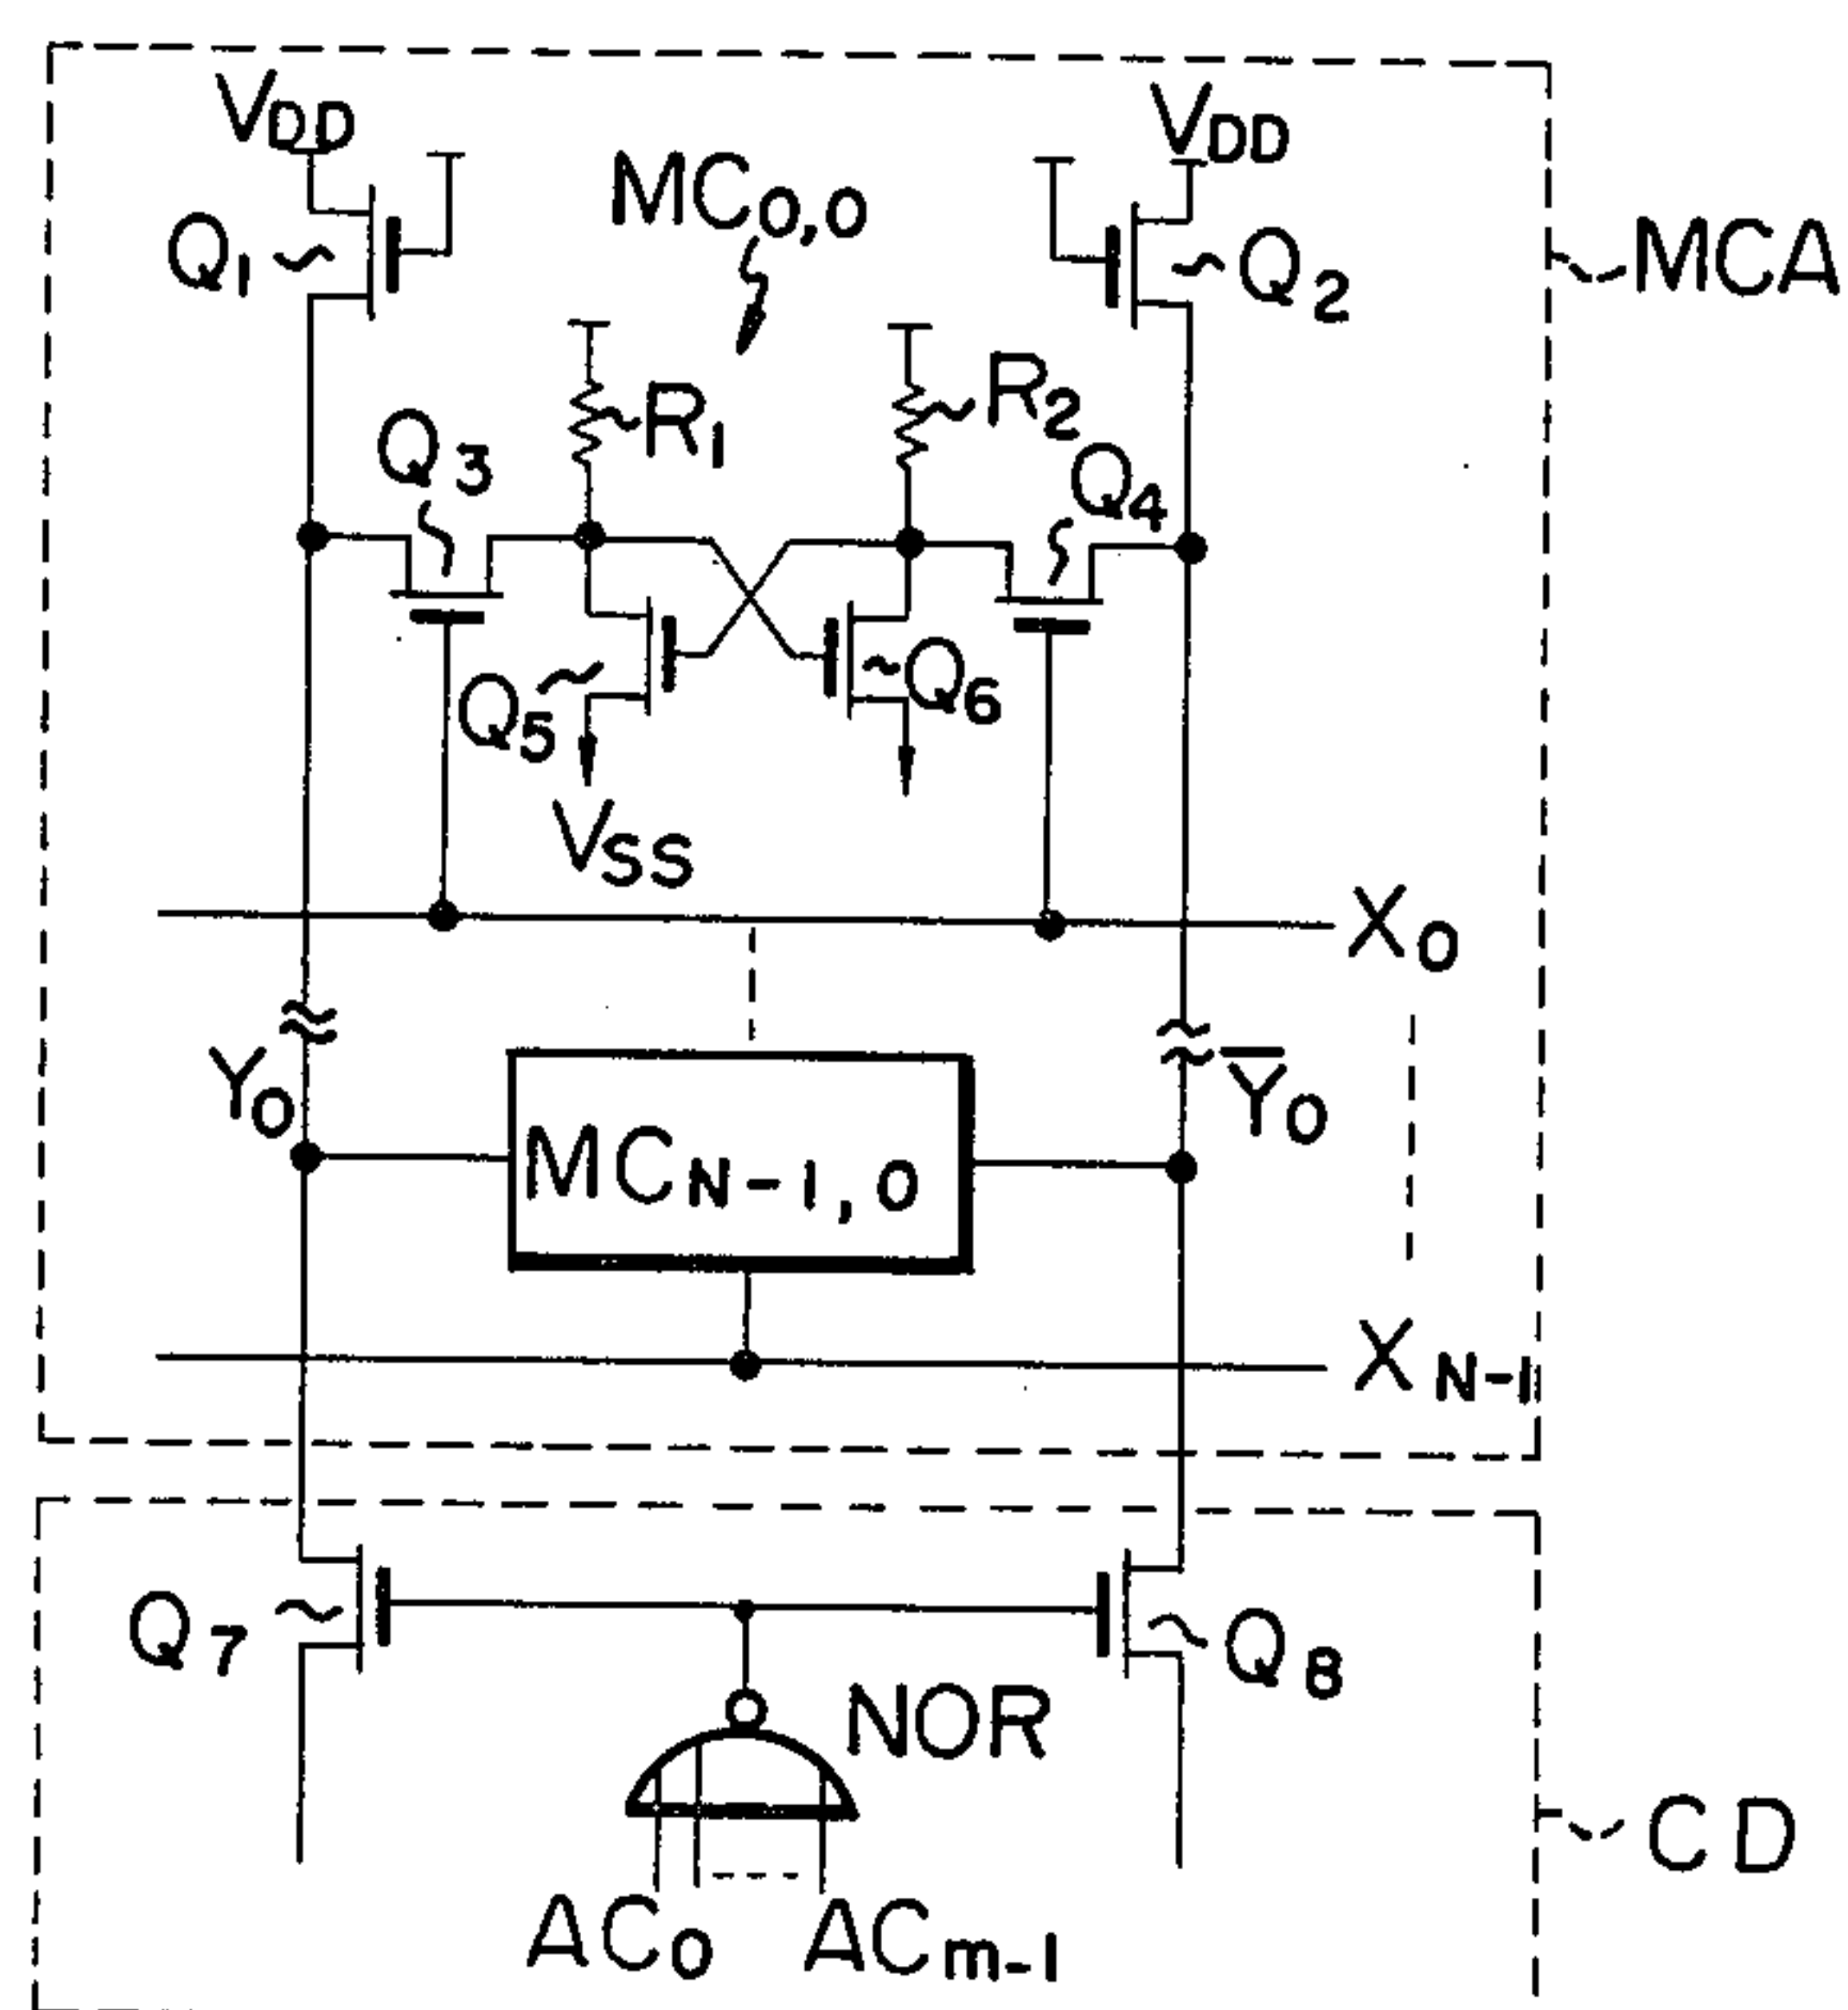 VDD
VDD
MC0,0
Q1
Q2
MCA
R1
R2
Q3
Q4
Q5
Q6
VSS
X0
Y0
Y̅0
MCN-1,0
XN-1
Q7
Q8
NOR
CD
AC0
ACm-1